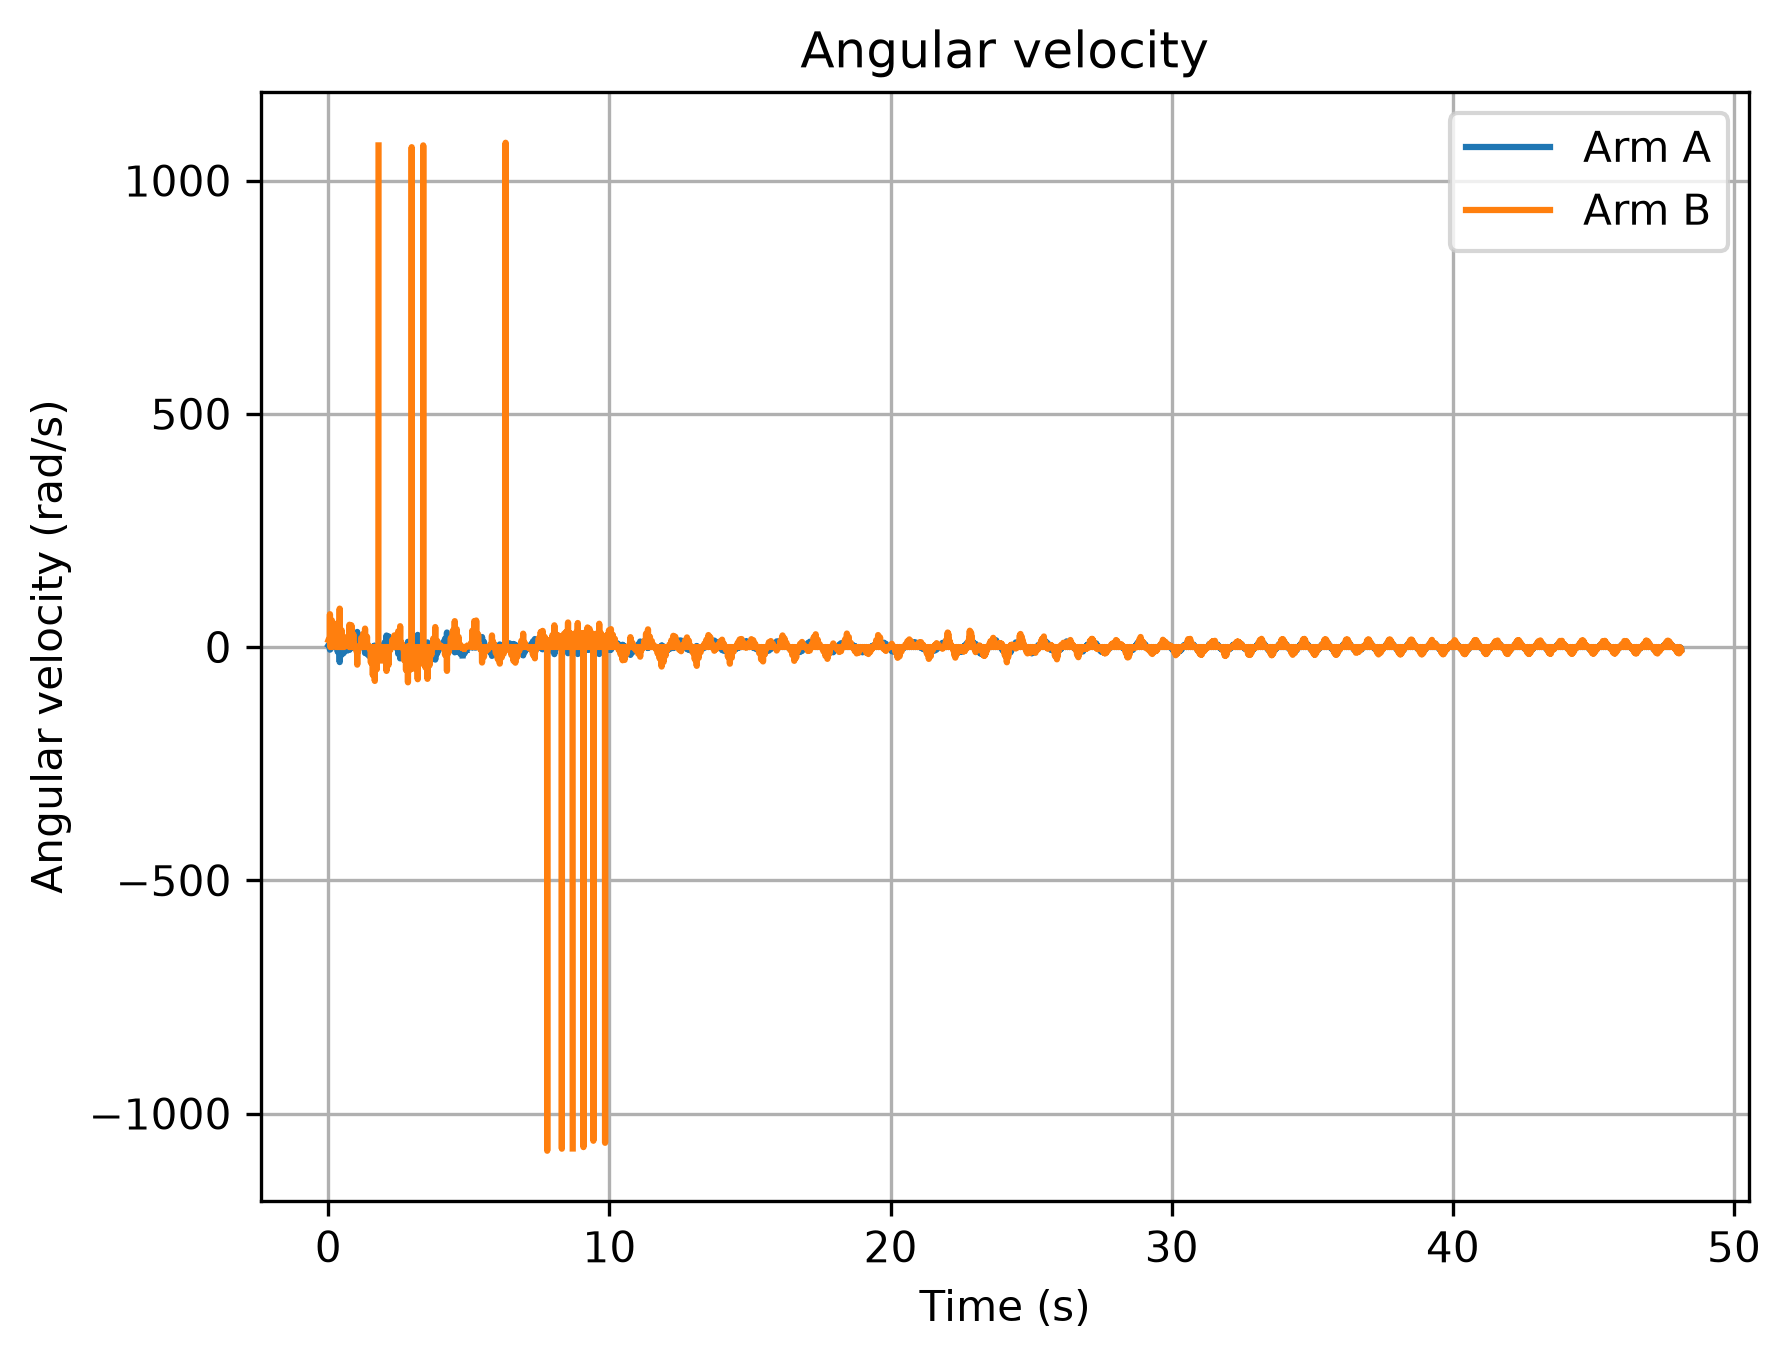 Angular velocity
Arm A
Arm B
1000
500
0
−500
−1000
Angular velocity (rad/s)
0 10 20 30 40 50
Time (s)